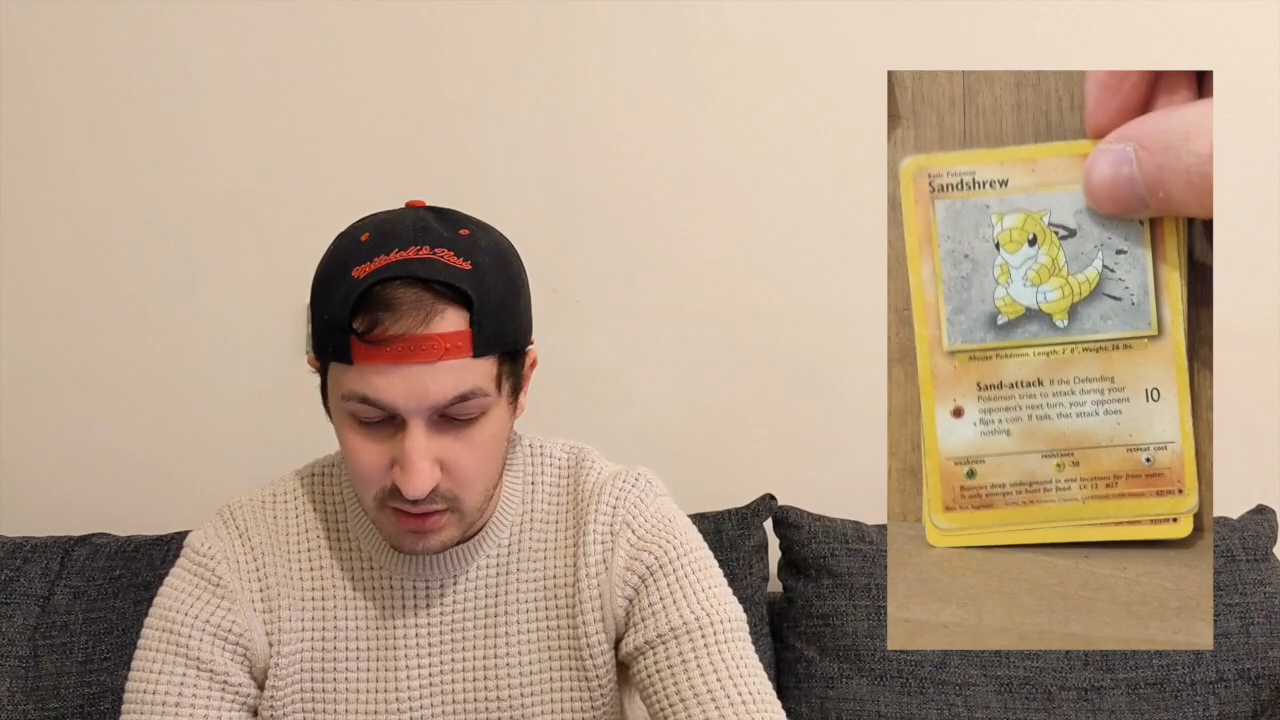 Mitchell & Ness
Basic Pokémon
Sandshrew
Mouse Pokémon. Length: 2' 0", Weight: 26 lbs.
Sand-attack If the Defending
Pokémon tries to attack during your
opponent's next turn, your opponent
flips a coin. If tails, that attack does
nothing.
10
weakness
resistance
retreat cost
-30
Burrows deep underground in arid locations far from water.
It only emerges to hunt for food. LV. 12 #27